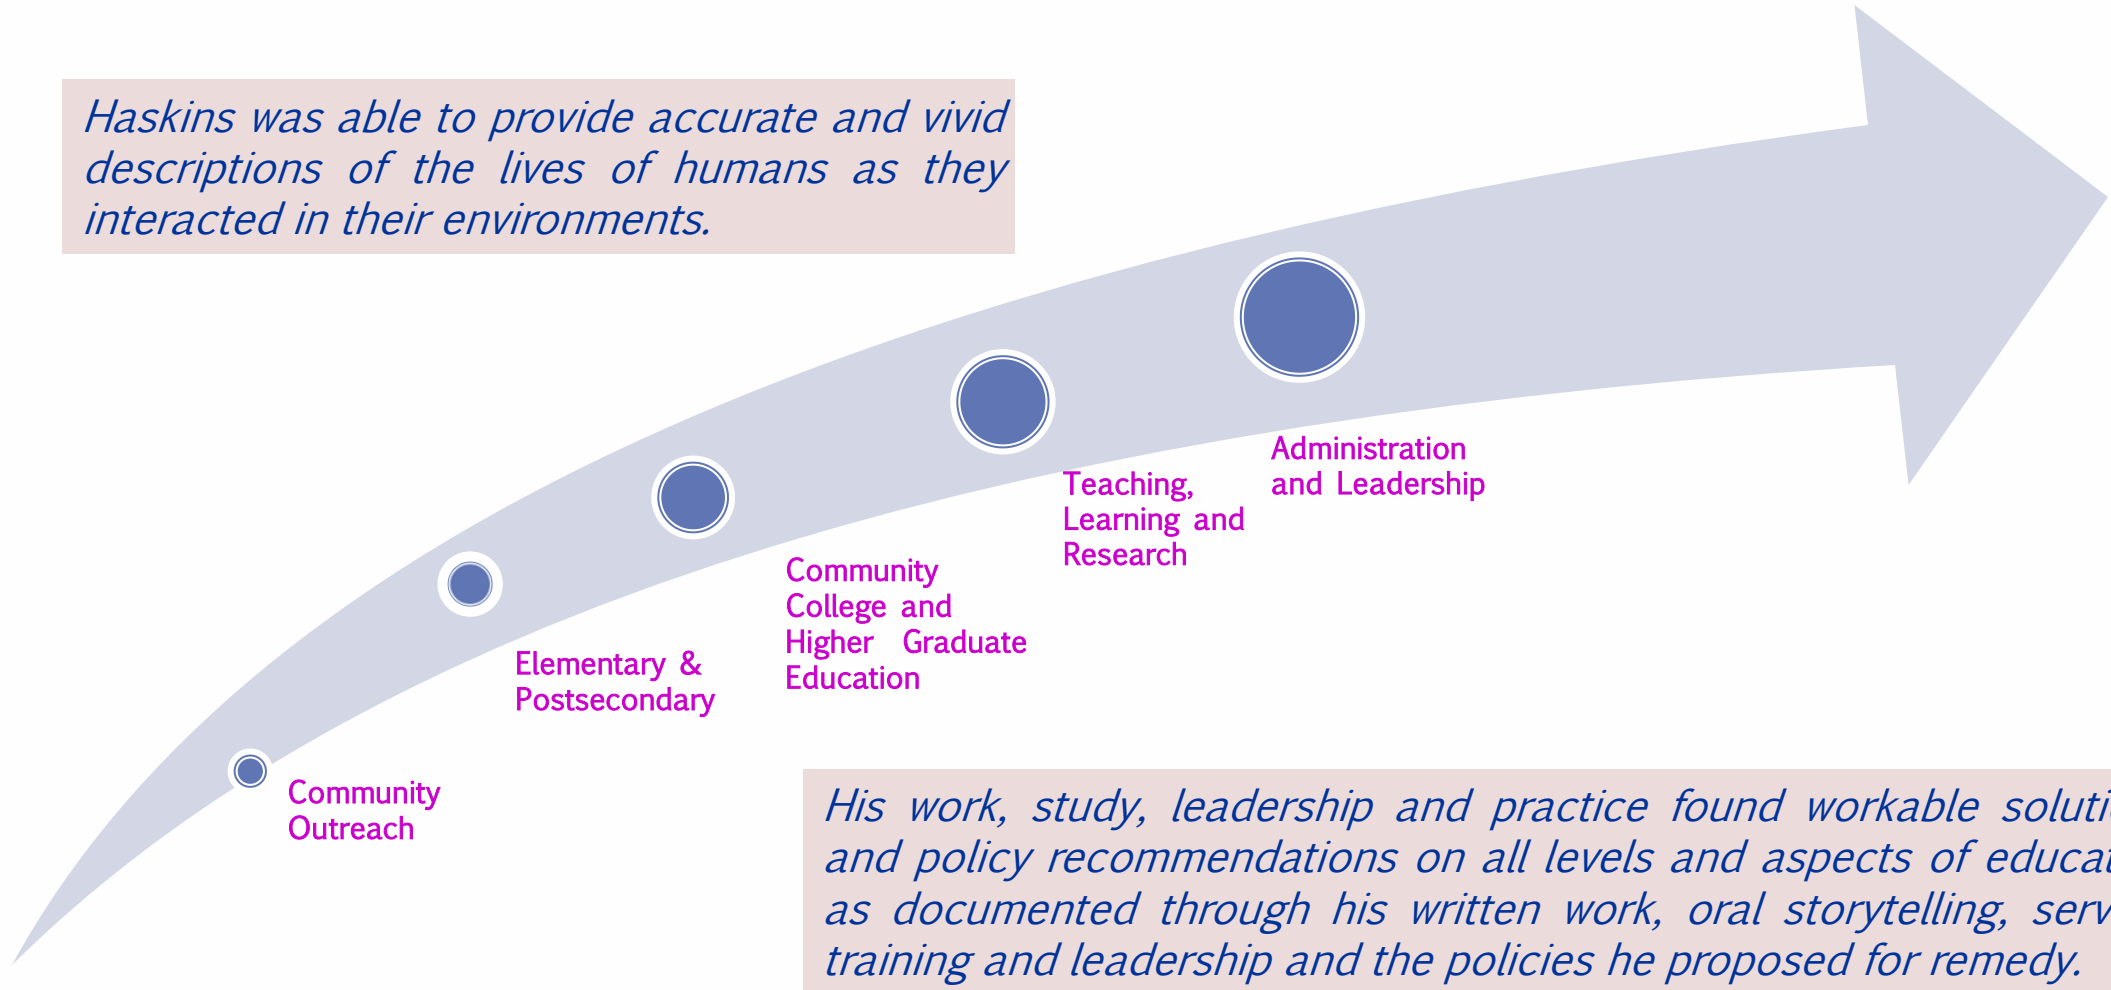 Haskins was able to provide accurate and vivid
descriptions of the lives of humans as they
interacted in their environments.
Administration
and Leadership
Teaching,
Learning and
Research
Community
College and
Higher Graduate
Education
Elementary &
Postsecondary
Community
Outreach
His work, study, leadership and practice found workable
and policy recommendations on all levels and aspects of
as documented through his written work, oral storytelling,
training and leadership and the policies he proposed for remedy.